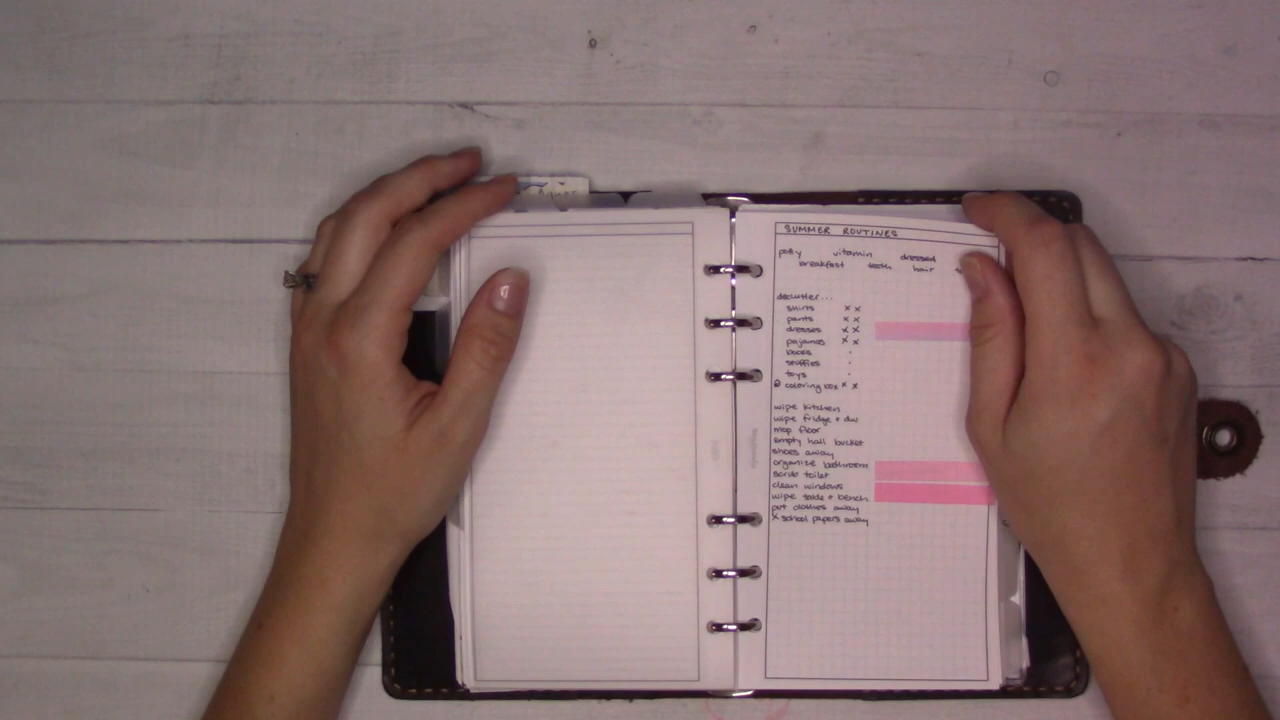 SUMMER ROUTINES
potty vitamin dressed
breakfast teeth hair
declutter...
shirts x x
pants x x
dresses x x
pajamas x x
books
stuffies
toys
coloring box x x
wipe kitchen
wipe fridge + dw
mop floor
empty hall bucket
shoes away
organize bathroom
scrub toilet
clean windows
wipe table + bench
put clothes away
x school papers away